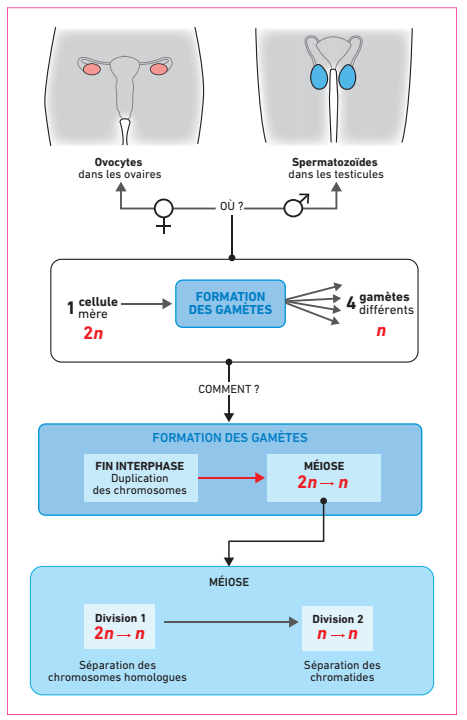 Ovocytes
dans les ovaires
Spermatozoïdes
dans les testicules
OÙ ?
1 cellule
mère
2n
FORMATION
DES GAMÈTES
4 gamètes
différents
n
COMMENT ?
FORMATION DES GAMÈTES
FIN INTERPHASE
Duplication
des chromosomes
MÉIOSE
2n → n
MÉIOSE
Division 1
2n → n
Division 2
n → n
Séparation des
chromosomes homologues
Séparation des
chromatides